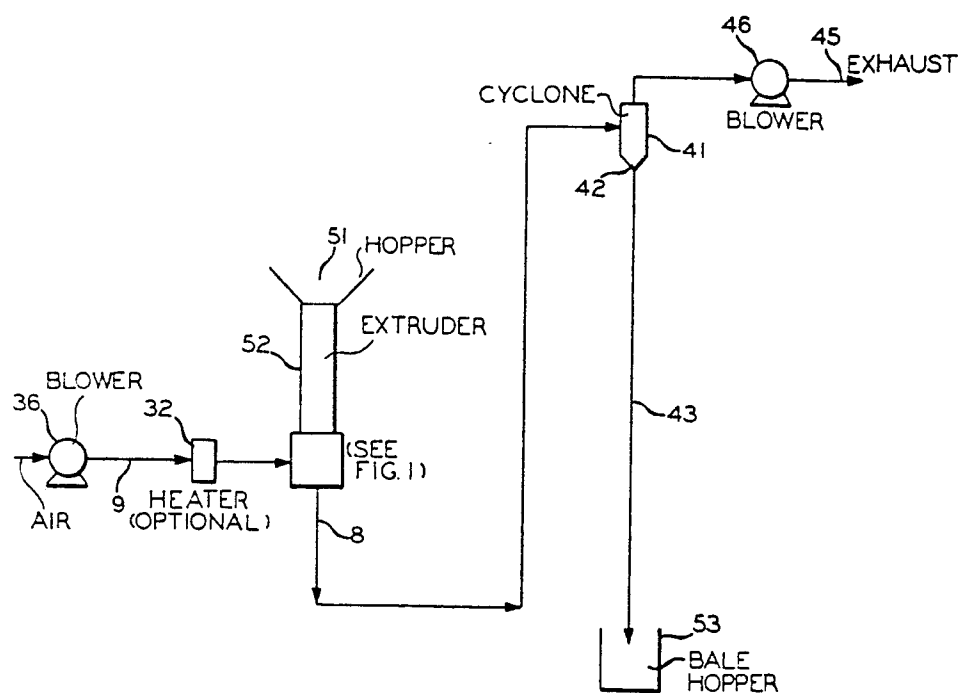 46
45
EXHAUST
CYCLONE
BLOWER
41
42
51
HOPPER
EXTRUDER
52
BLOWER
36
32
(SEE
FIG. 1)
43
9
HEATER
(OPTIONAL)
AIR
8
53
BALE
HOPPER